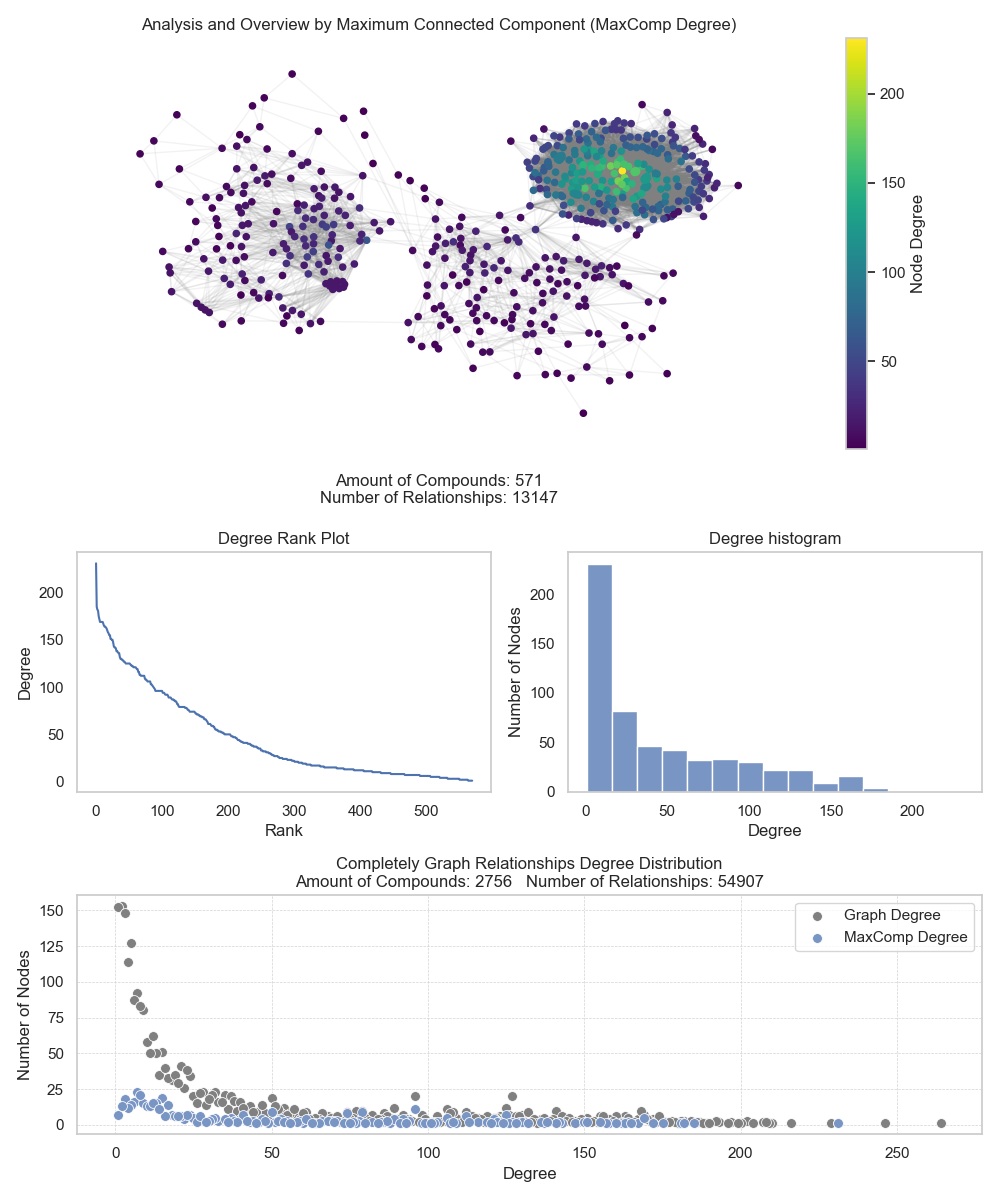 Analysis and Overview by Maximum Connected Component (MaxComp Degree)
200
150
100
50
Node Degree
Amount of Compounds: 571
Number of Relationships: 13147
Degree Rank Plot
Degree
200
150
100
50
0
0 100 200 300 400 500
Rank
Degree histogram
Number of Nodes
200
150
100
50
0
0 50 100 150 200
Degree
Completely Graph Relationships Degree Distribution
Amount of Compounds: 2756 Number of Relationships: 54907
Graph Degree
MaxComp Degree
Number of Nodes
150
125
100
75
50
25
0
0 50 100 150 200 250
Degree